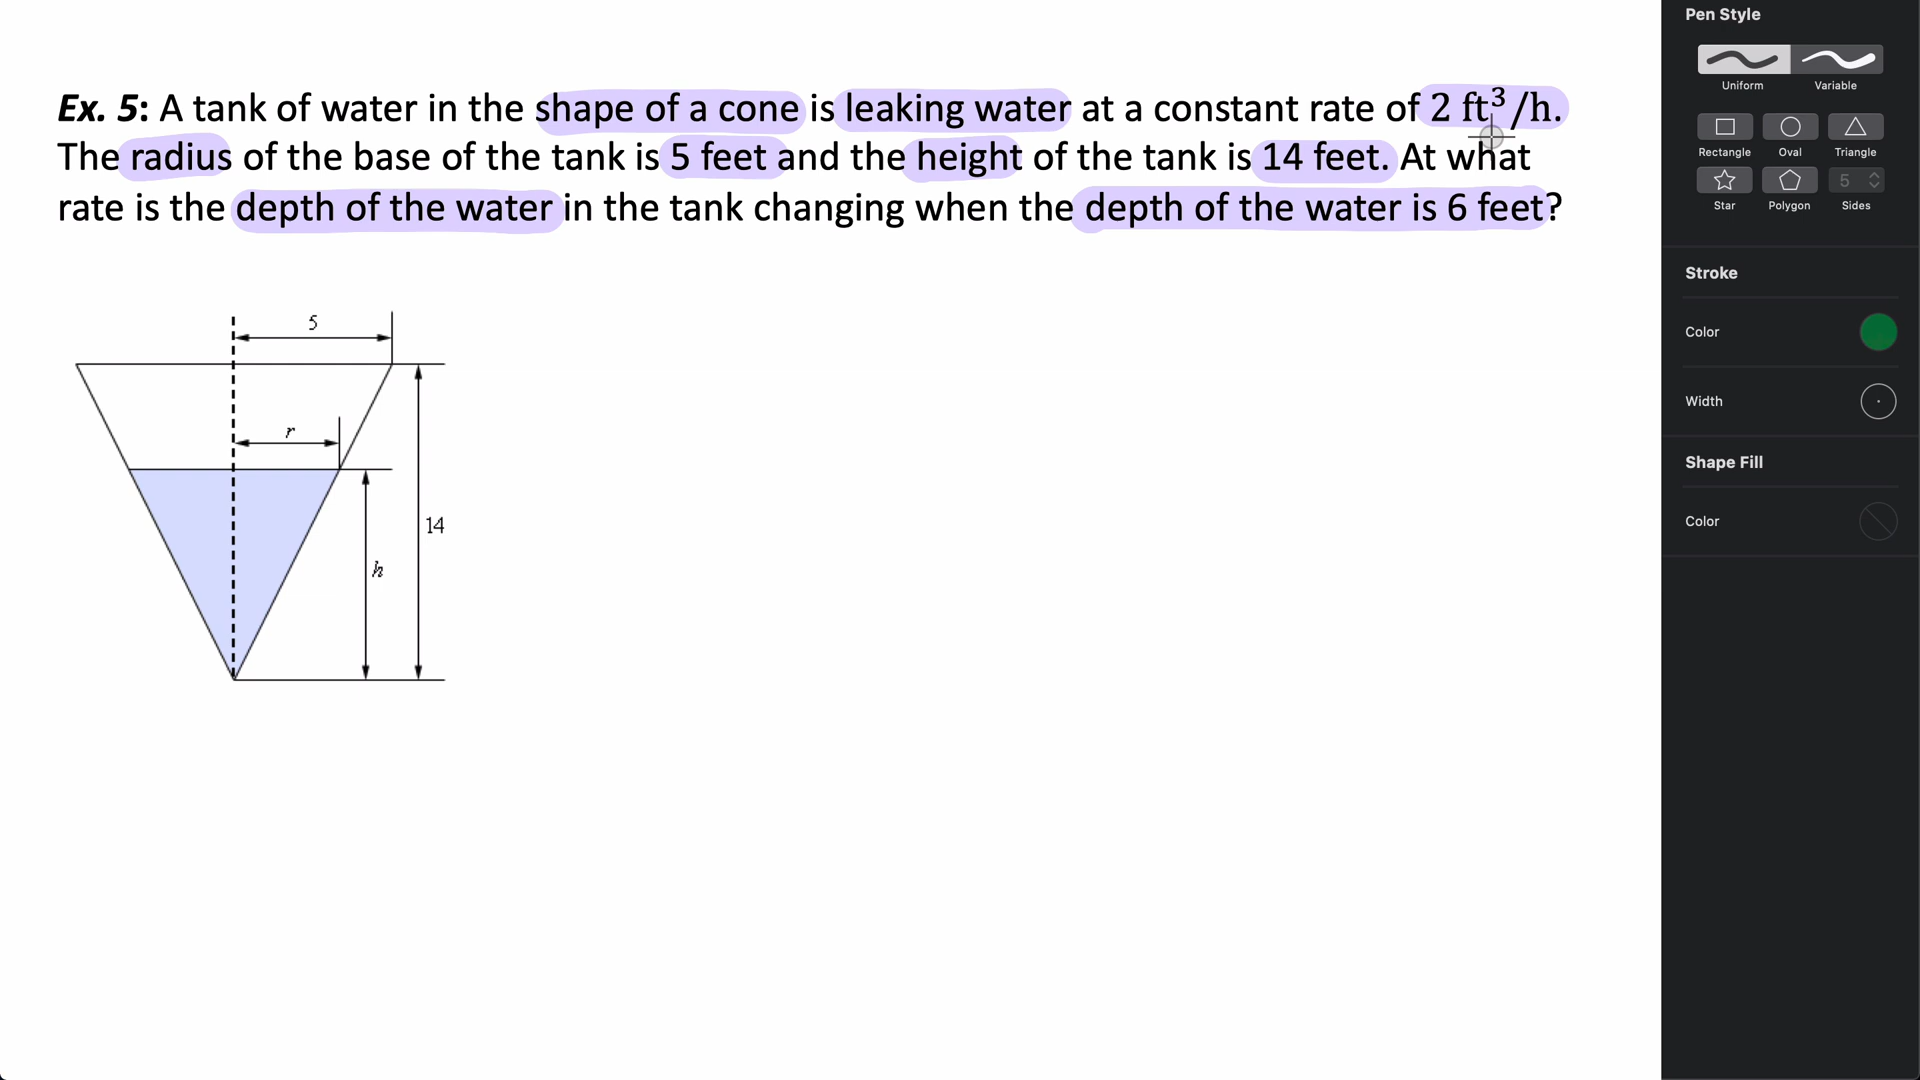 Ex. 5: A tank of water in the shape of a cone is leaking water at a constant rate of 2 ft³/h.
The radius of the base of the tank is 5 feet and the height of the tank is 14 feet. At what
rate is the depth of the water in the tank changing when the depth of the water is 6 feet?
5
r
14
h
Pen Style
Uniform Variable
Rectangle Oval Triangle
5
Star Polygon Sides
Stroke
Color
Width
Shape Fill
Color